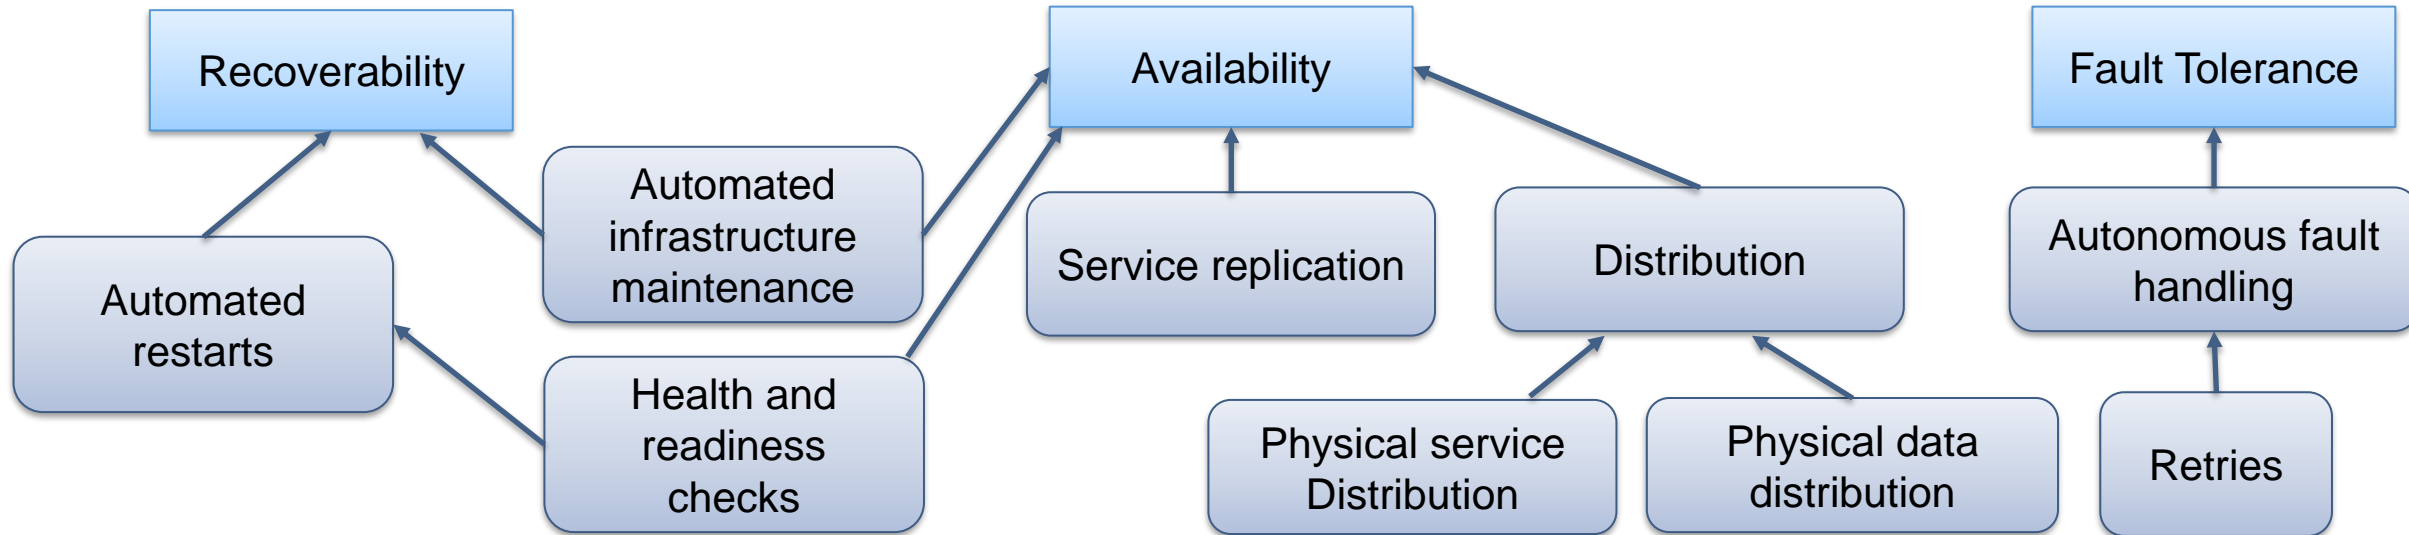 Recoverability
Availability
Fault Tolerance
Automated
infrastructure
maintenance
Service replication
Distribution
Autonomous fault
handling
Automated
restarts
Health and
readiness
checks
Physical service
Distribution
Physical data
distribution
Retries